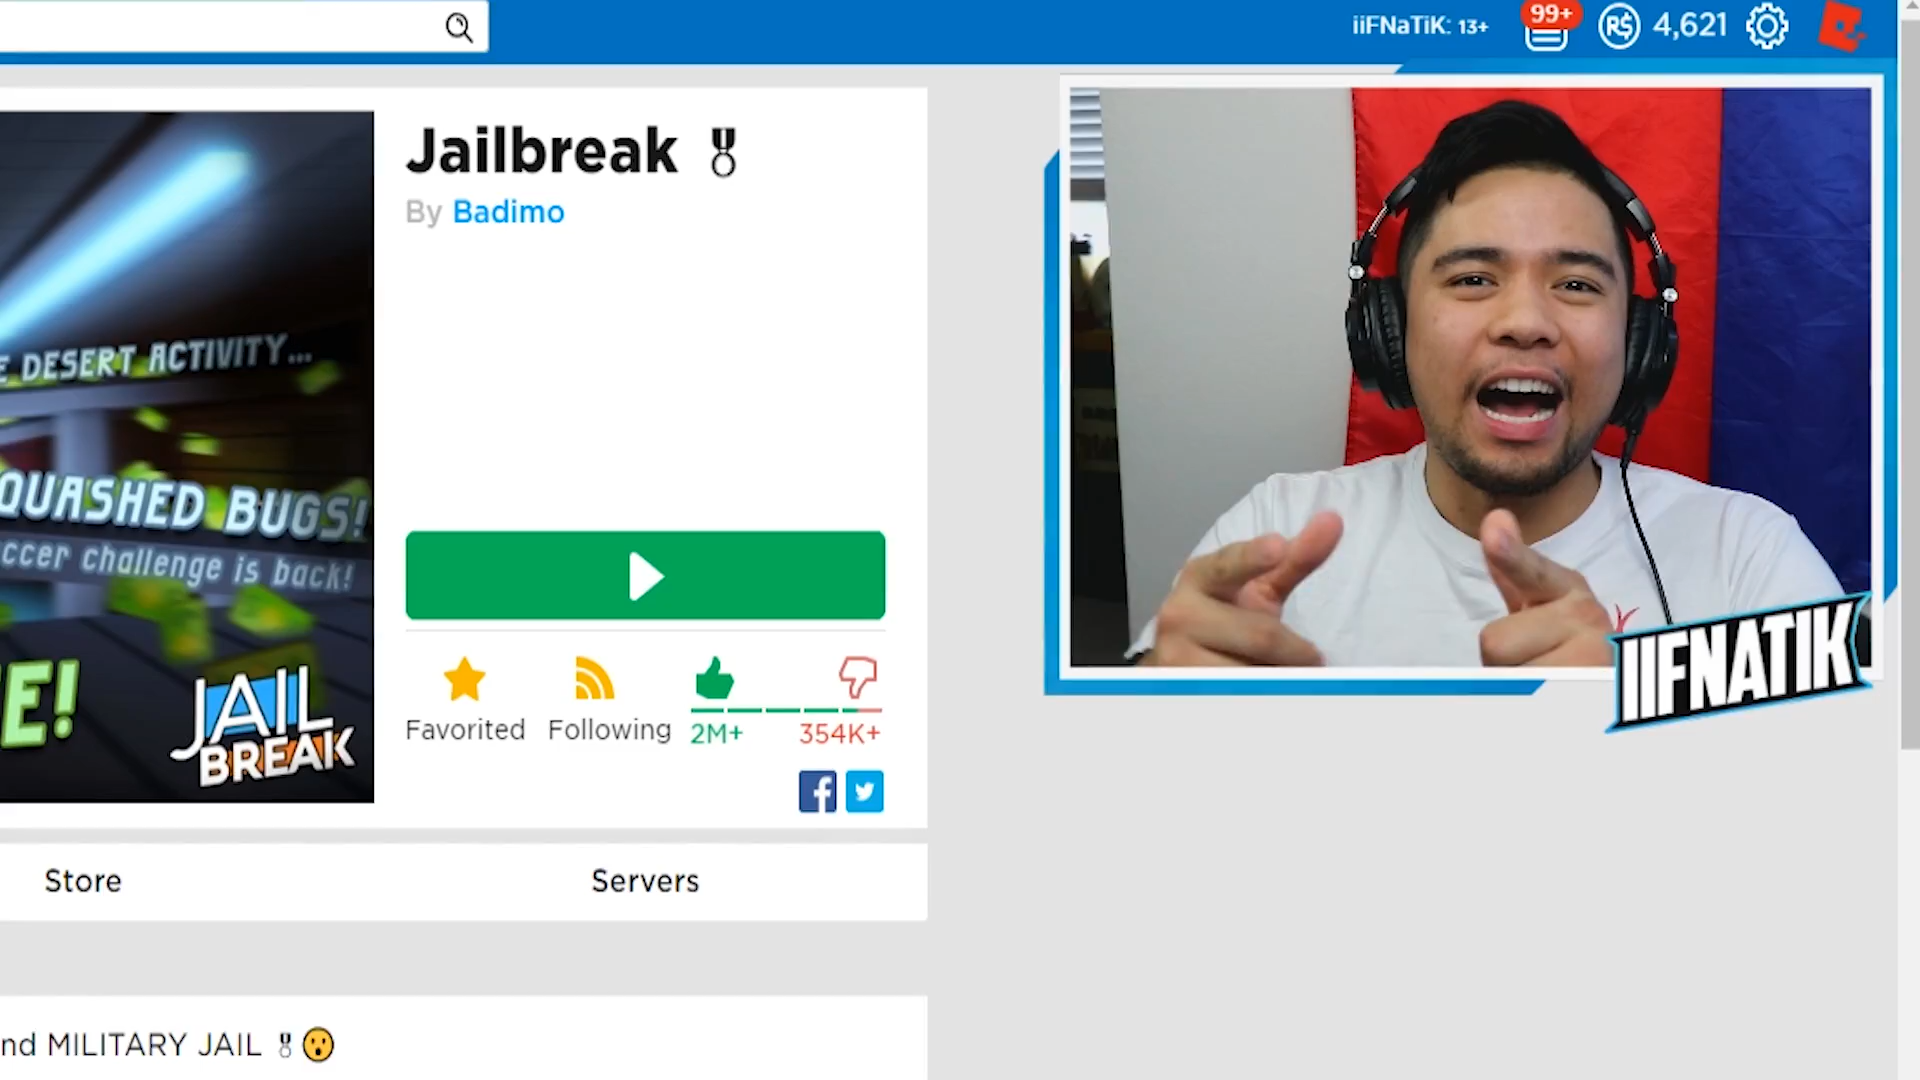 iiFNaTiK: 13+
99+
4,621
Jailbreak
By Badimo
DESERT ACTIVITY...
QUASHED BUGS!
ccer challenge is back!
E!
JAIL
BREAK
Favorited
Following
2M+
354K+
IIFNATIK
Store
Servers
nd MILITARY JAIL 🎖😮